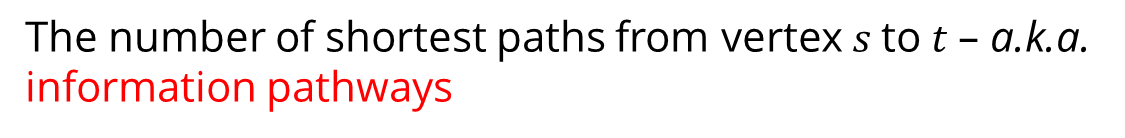 The number of shortest paths from vertex s to t – a.k.a.
information pathways